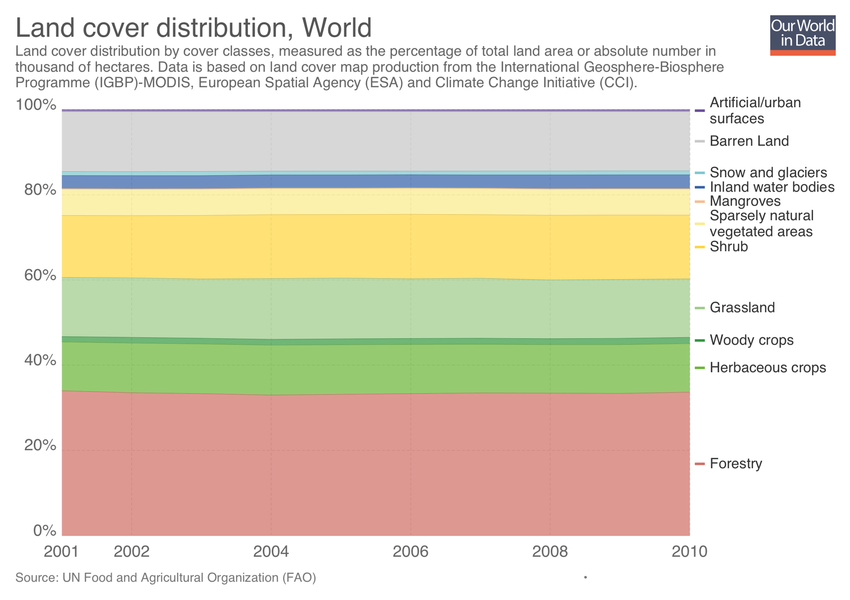 Land cover distribution, World
Our World
in Data
Land cover distribution by cover classes, measured as the percentage of total land area or absolute number in
thousand of hectares. Data is based on land cover map production from the International Geosphere-Biosphere
Programme (IGBP)-MODIS, European Spatial Agency (ESA) and Climate Change Initiative (CCI).
100%
80%
60%
40%
20%
0%
Artificial/urban
surfaces
Barren Land
Snow and glaciers
Inland water bodies
Mangroves
Sparsely natural
vegetated areas
Shrub
Grassland
Woody crops
Herbaceous crops
Forestry
2001
2002
2004
2006
2008
2010
Source: UN Food and Agricultural Organization (FAO)